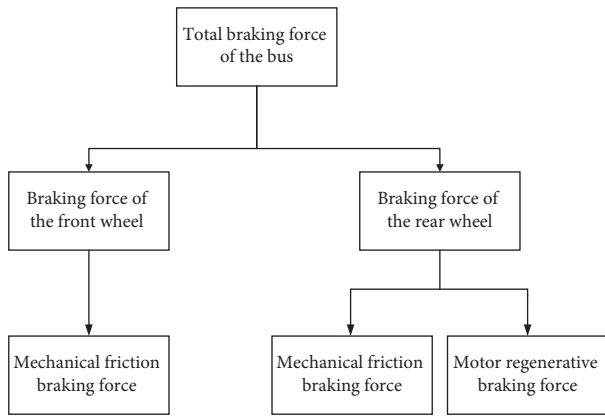 Total braking force
of the bus
Braking force of
the front wheel
Braking force of
the rear wheel
Mechanical friction
braking force
Mechanical friction
braking force
Motor regenerative
braking force